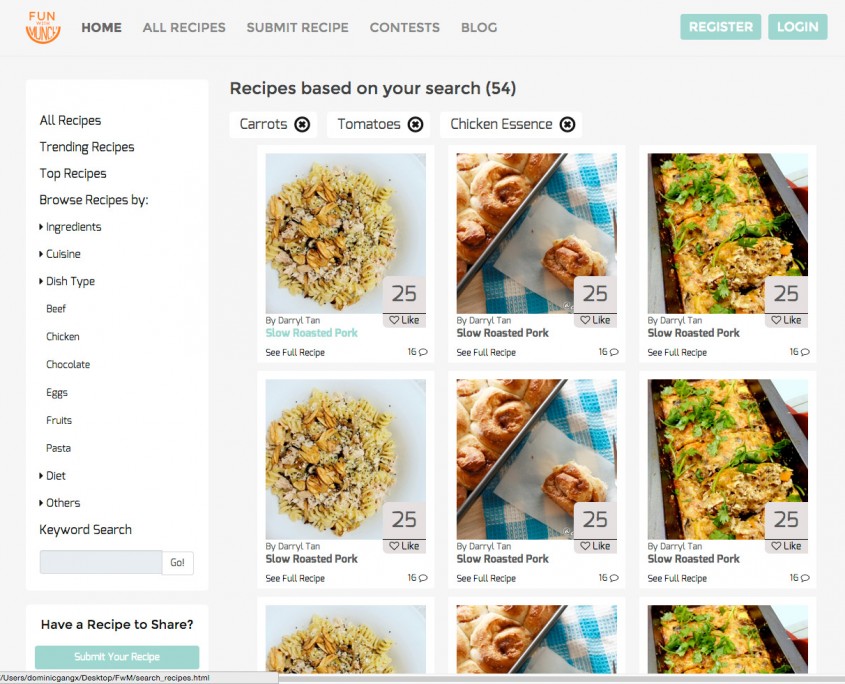 FUN
WITH
MUNCH
HOME
ALL RECIPES
SUBMIT RECIPE
CONTESTS
BLOG
REGISTER
LOGIN
All Recipes
Trending Recipes
Top Recipes
Browse Recipes by:
Ingredients
Cuisine
Dish Type
Beef
Chicken
Chocolate
Eggs
Fruits
Pasta
Diet
Others
Keyword Search
Go!
Have a Recipe to Share?
Submit Your Recipe
Recipes based on your search (54)
Carrots
Tomatoes
Chicken Essence
25
Like
By Darryl Tan
Slow Roasted Pork
See Full Recipe
16
25
Like
By Darryl Tan
Slow Roasted Pork
See Full Recipe
16
25
Like
By Darryl Tan
Slow Roasted Pork
See Full Recipe
16
25
Like
By Darryl Tan
Slow Roasted Pork
See Full Recipe
16
25
Like
By Darryl Tan
Slow Roasted Pork
See Full Recipe
16
25
Like
By Darryl Tan
Slow Roasted Pork
See Full Recipe
16
/Users/dominicgangx/Desktop/FwM/search_recipes.html